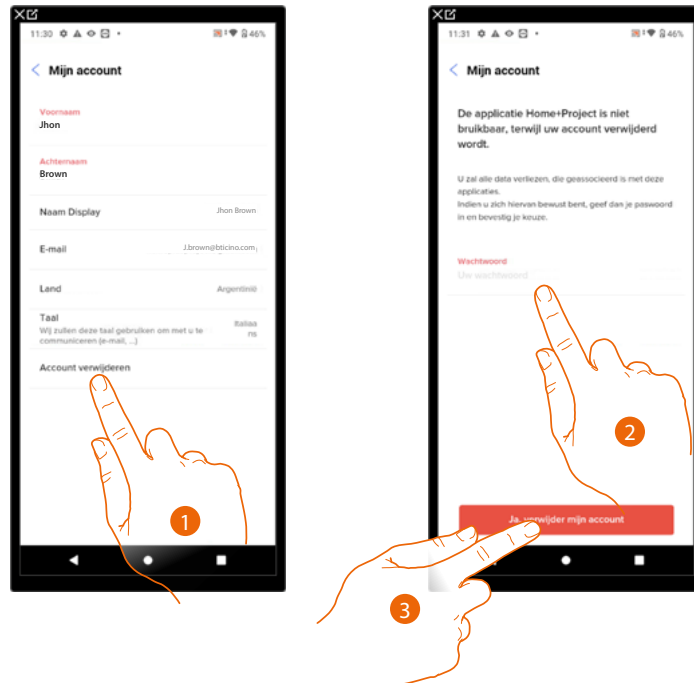 11:30
46%
Mijn account
Voornaam
Jhon
Achternaam
Brown
Naam Display Jhon Brown
E-mail J.brown@bticino.com
Land Argentinië
Taal
Wij zullen deze taal gebruiken om met u te
communiceren (e-mail, ...)
Italiaa
ns
Account verwijderen
1
11:31
46%
Mijn account
De applicatie Home+Project is niet
bruikbaar, terwijl uw account verwijderd
wordt.
U zal alle data verliezen, die geassocieerd is met deze
applicaties.
Indien u zich hiervan bewust bent, geef dan je paswoord
in en bevestig je keuze.
Wachtwoord
Uw wachtwoord
2
Ja, verwijder mijn account
3